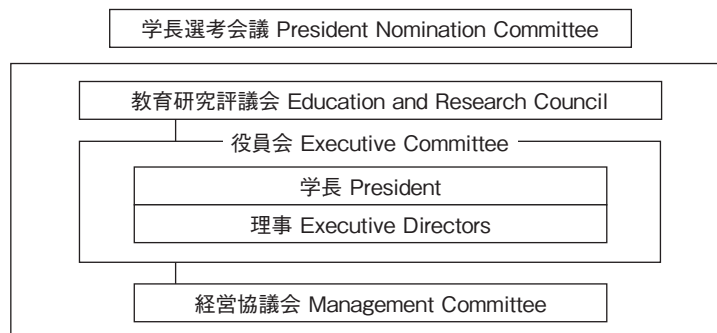 学長選考会議 President Nomination Committee
教育研究評議会 Education and Research Council
役員会 Executive Committee
学長 President
理事 Executive Directors
経営協議会 Management Committee